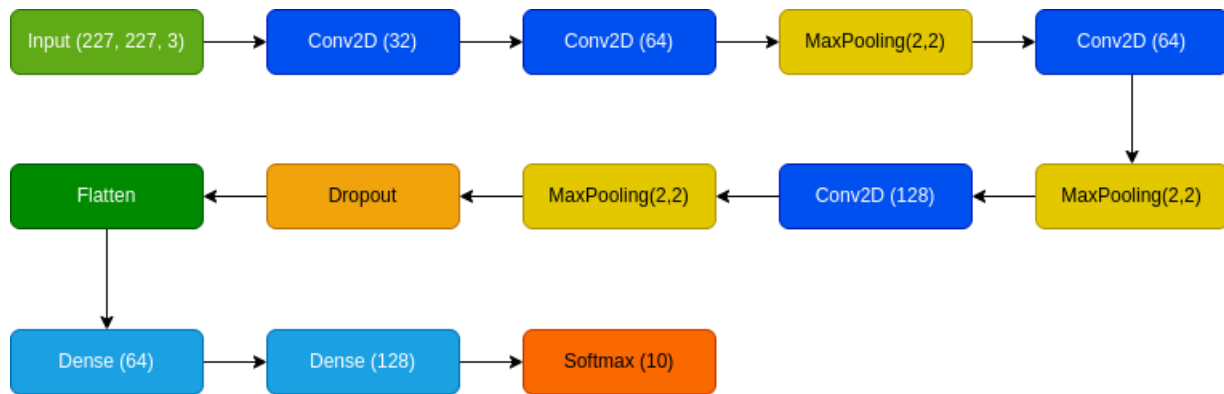 Input (227, 227, 3)
Conv2D (32)
Conv2D (64)
MaxPooling(2,2)
Conv2D (64)
MaxPooling(2,2)
Conv2D (128)
MaxPooling(2,2)
Dropout
Flatten
Dense (64)
Dense (128)
Softmax (10)